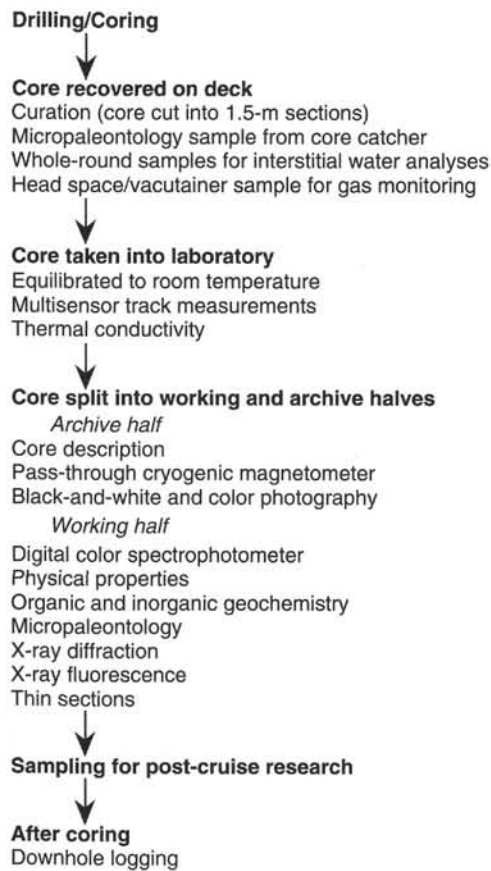 Drilling/Coring
Core recovered on deck
Curation (core cut into 1.5-m sections)
Micropaleontology sample from core catcher
Whole-round samples for interstitial water analyses
Head space/vacutainer sample for gas monitoring
Core taken into laboratory
Equilibrated to room temperature
Multisensor track measurements
Thermal conductivity
Core split into working and archive halves
Archive half
Core description
Pass-through cryogenic magnetometer
Black-and-white and color photography
Working half
Digital color spectrophotometer
Physical properties
Organic and inorganic geochemistry
Micropaleontology
X-ray diffraction
X-ray fluorescence
Thin sections
Sampling for post-cruise research
After coring
Downhole logging